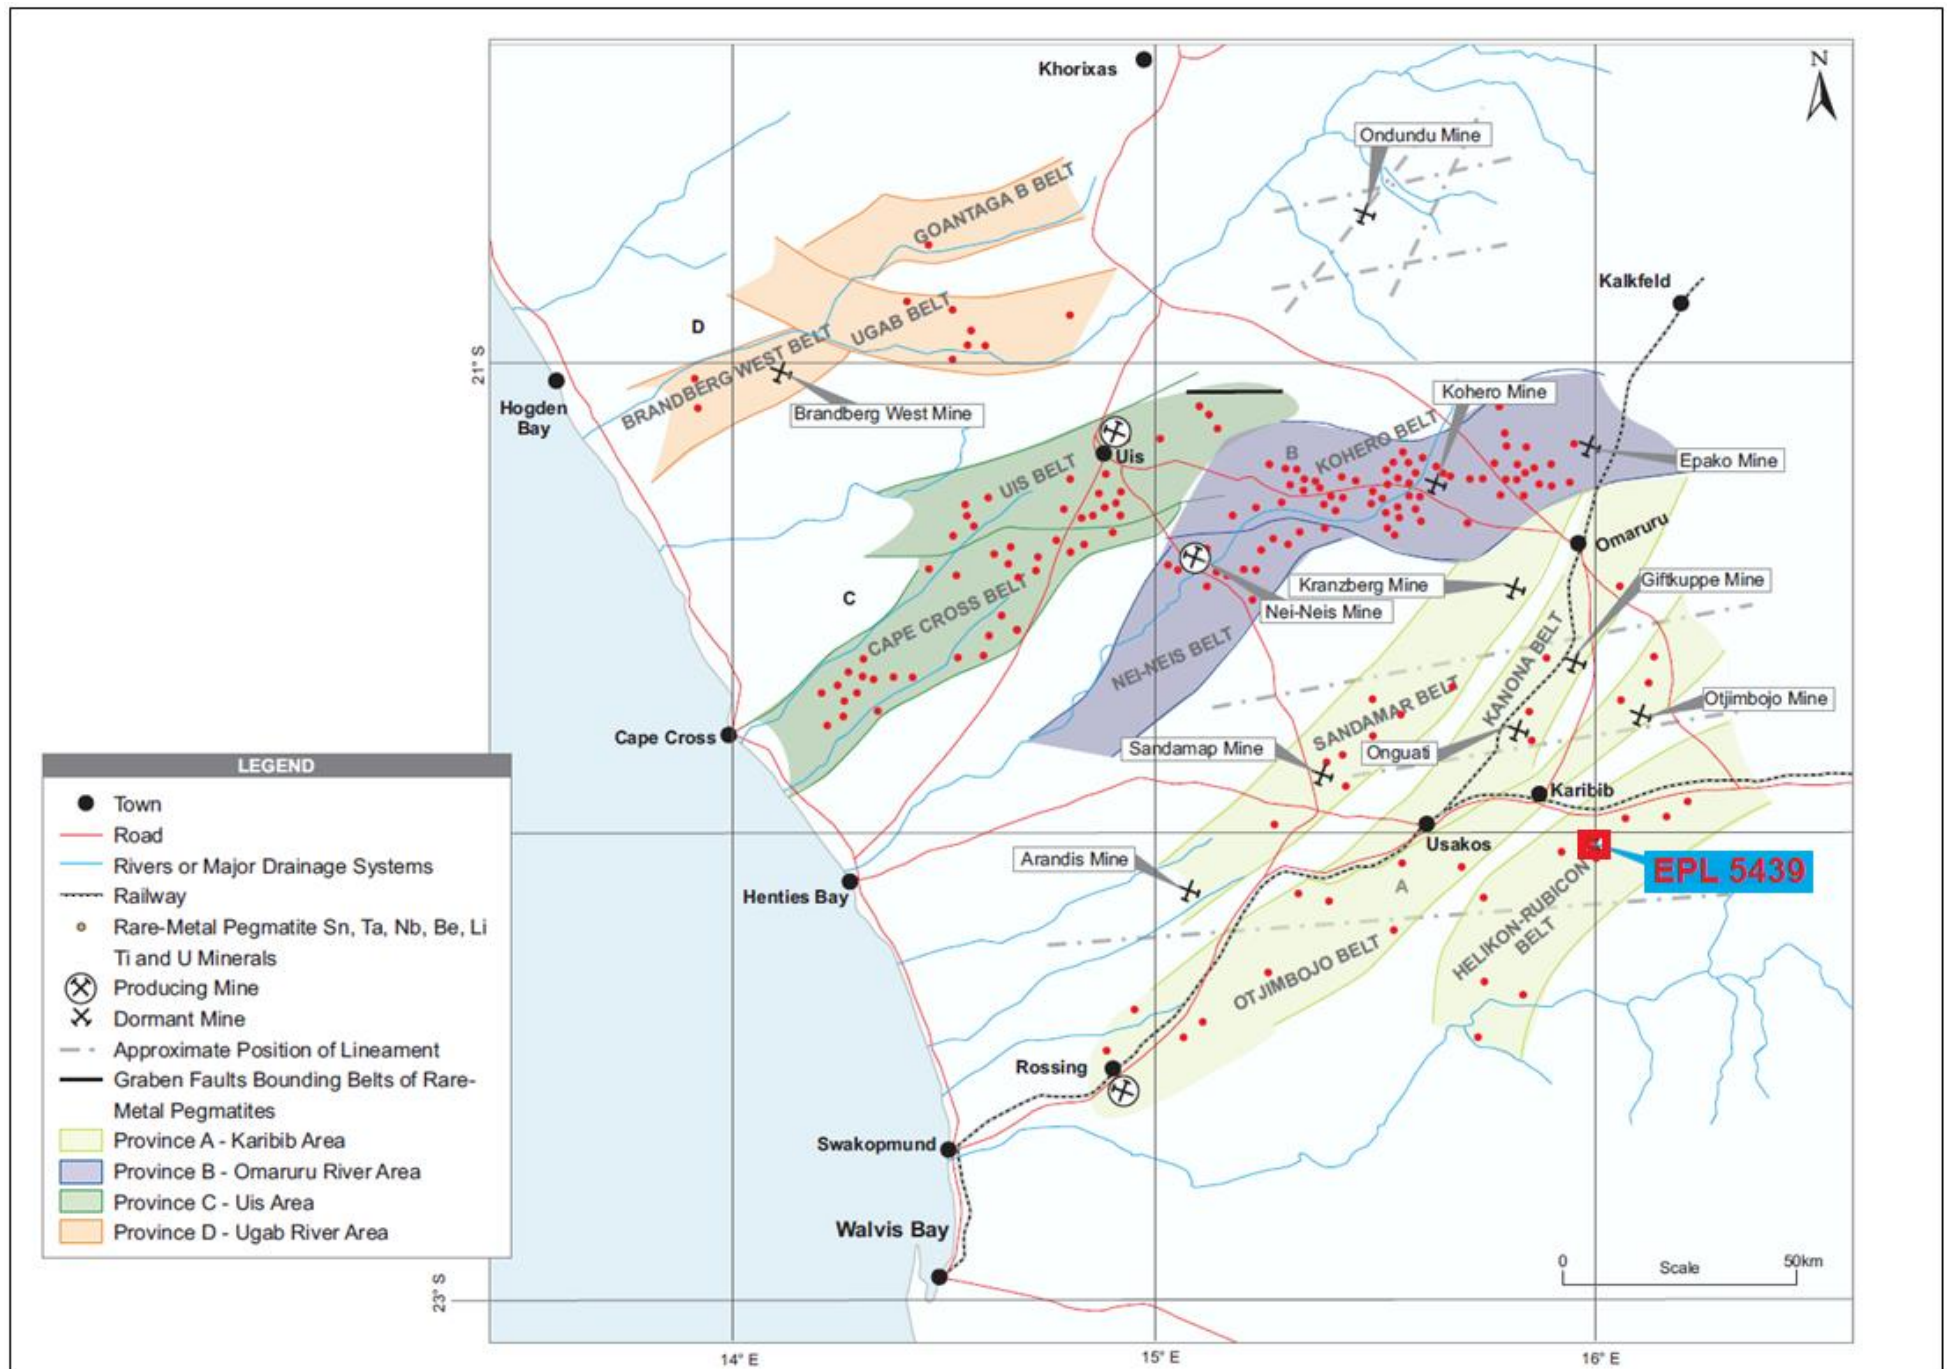 N
Khorixas
Ondundu Mine
GOANTAGA B BELT
Kalkfeld
D
UGAB BELT
BRANDBERG WEST BELT
21° S
Hogden
Bay
Brandberg West Mine
Kohero Mine
B
KOHERO BELT
Epako Mine
Uis
UIS BELT
Omaruru
Kranzberg Mine
Giftkuppe Mine
C
CAPE CROSS BELT
Nei-Neis Mine
NEI-NEIS BELT
KANONA BELT
SANDAMAR BELT
Otjimbojo Mine
Cape Cross
Sandamap Mine
Onguati
Karibib
Usakos
Arandis Mine
EPL 5439
A
Henties Bay
HELIKON-RUBICON
BELT
OTJIMBOJO BELT
Rossing
Swakopmund
Walvis Bay
LEGEND
Town
Road
Rivers or Major Drainage Systems
Railway
Rare-Metal Pegmatite Sn, Ta, Nb, Be, Li
Ti and U Minerals
Producing Mine
Dormant Mine
Approximate Position of Lineament
Graben Faults Bounding Belts of Rare-
Metal Pegmatites
Province A - Karibib Area
Province B - Omaruru River Area
Province C - Uis Area
Province D - Ugab River Area
0
Scale
50km
23° S
14° E
15° E
16° E